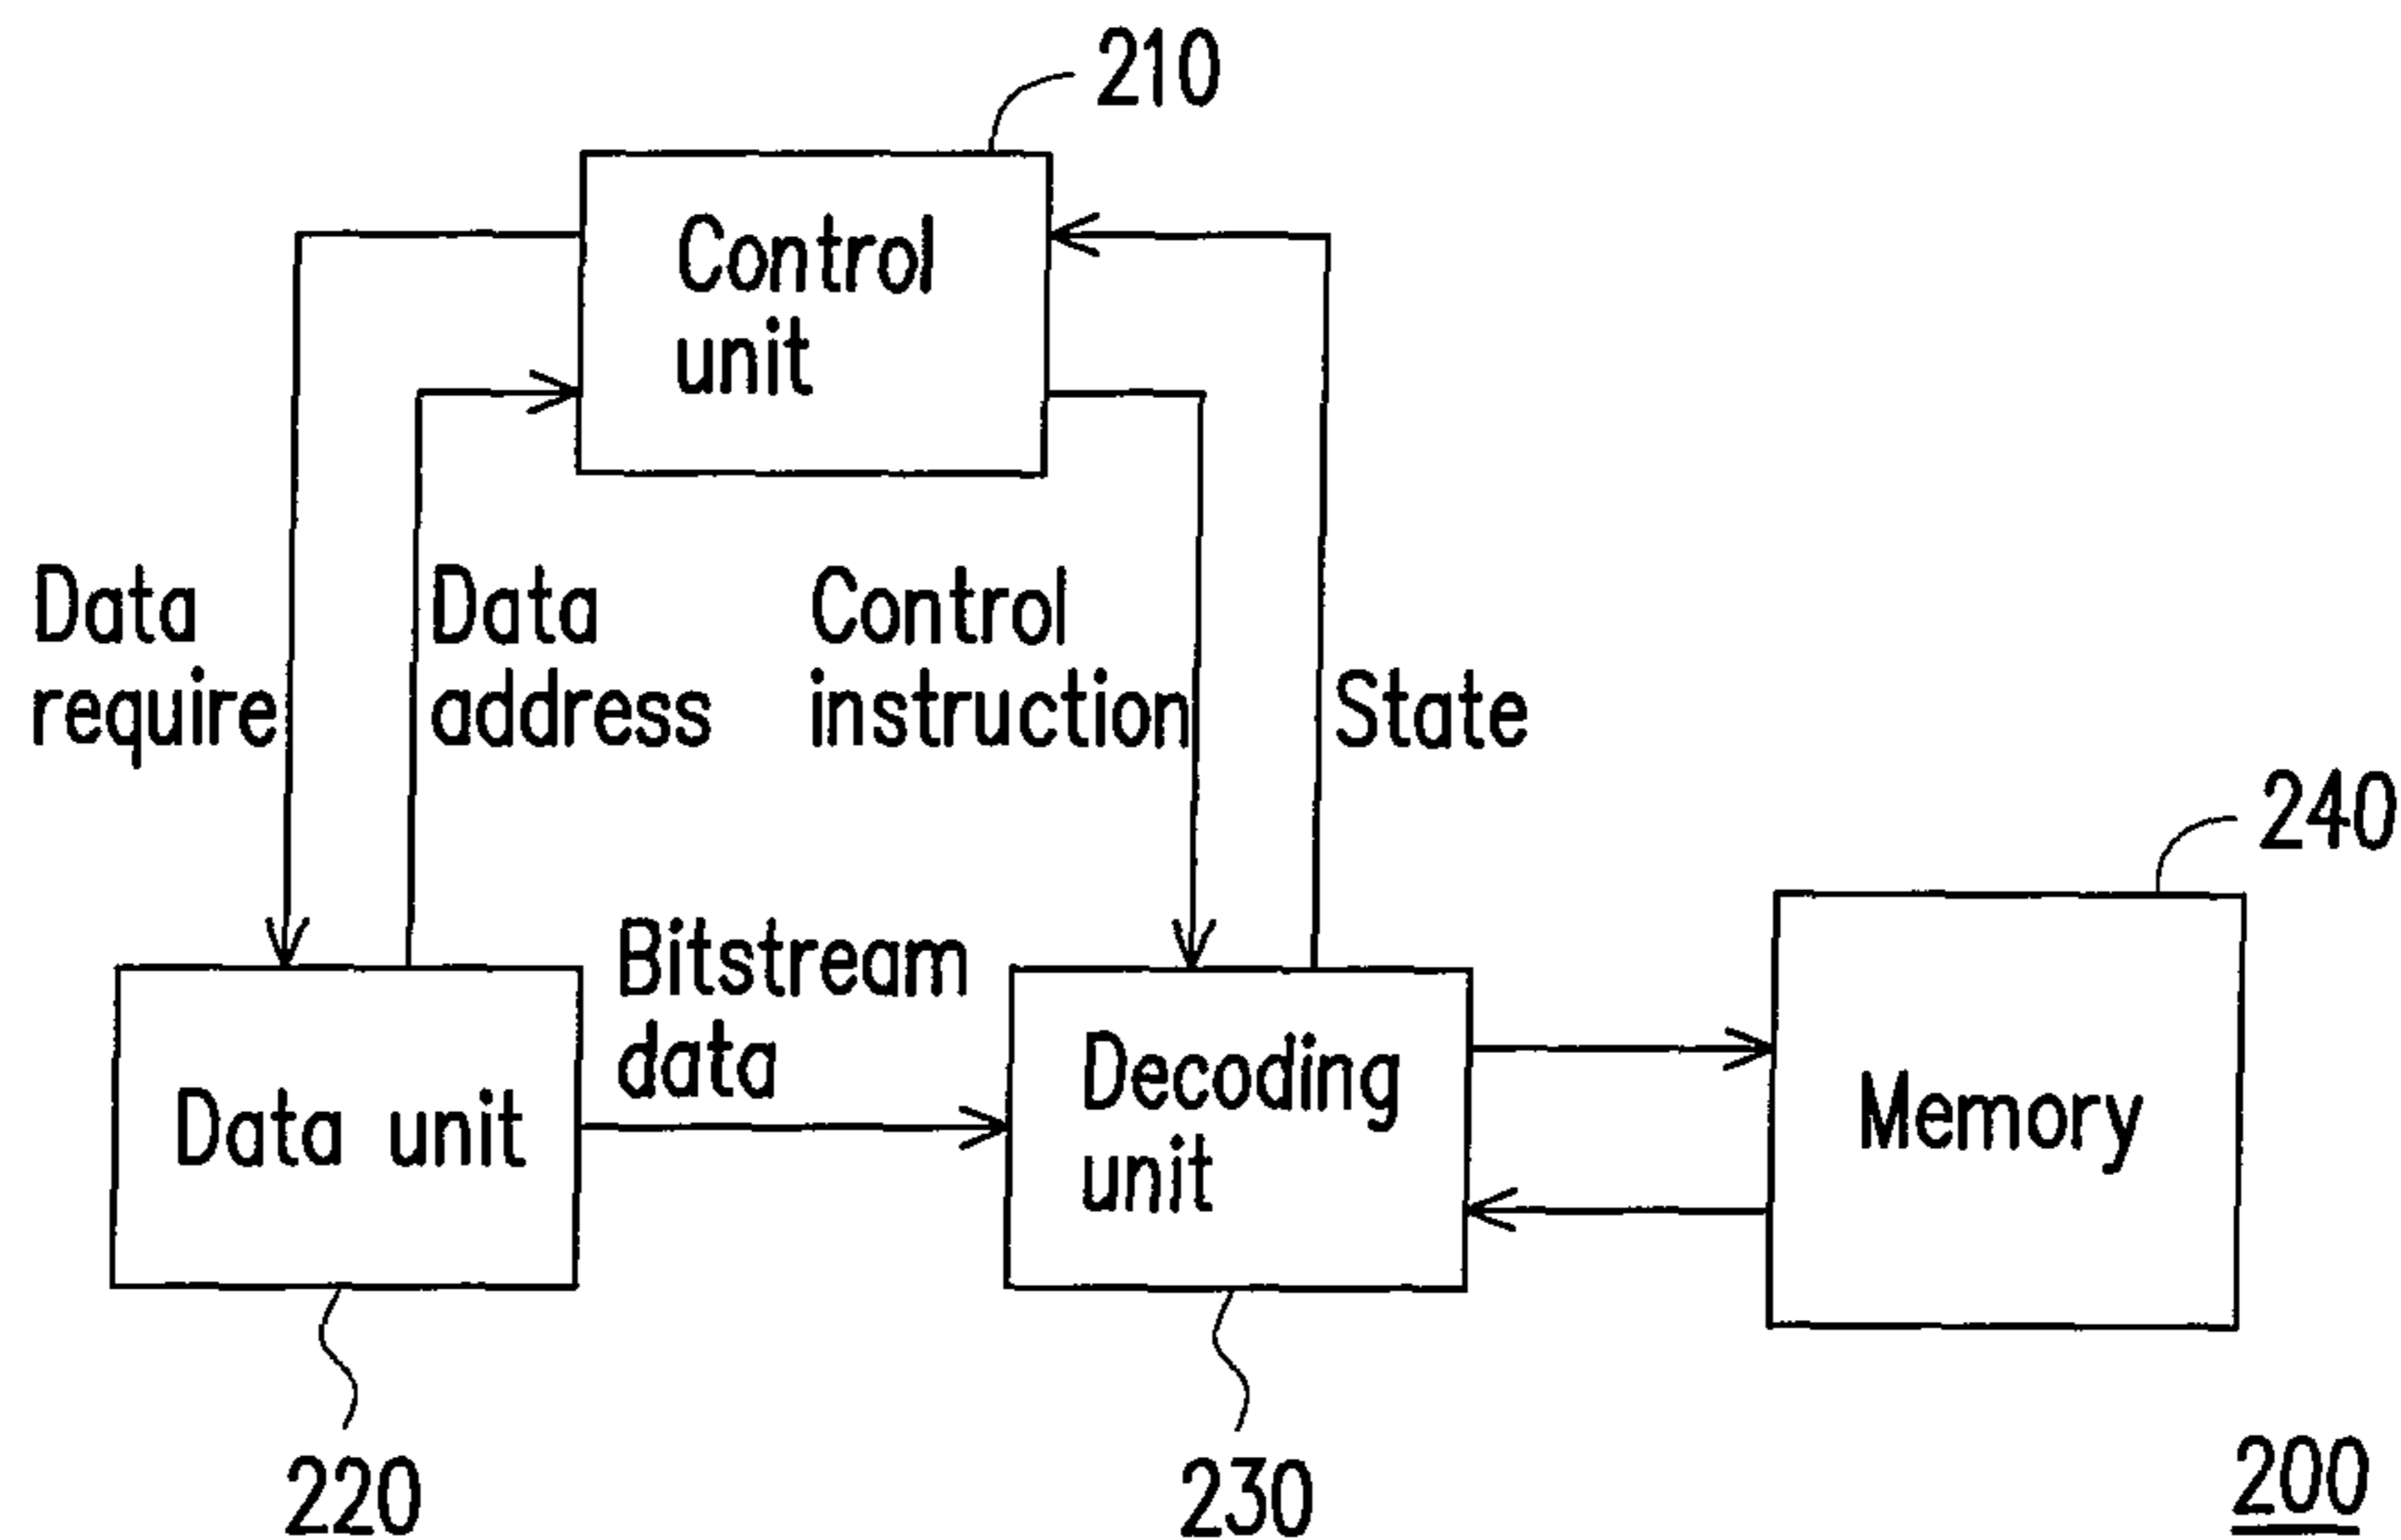 210
Control
unit
Data
require
Data
address
Control
instruction
State
240
Bitstream
data
Data unit
Decoding
unit
Memory
220
230
200